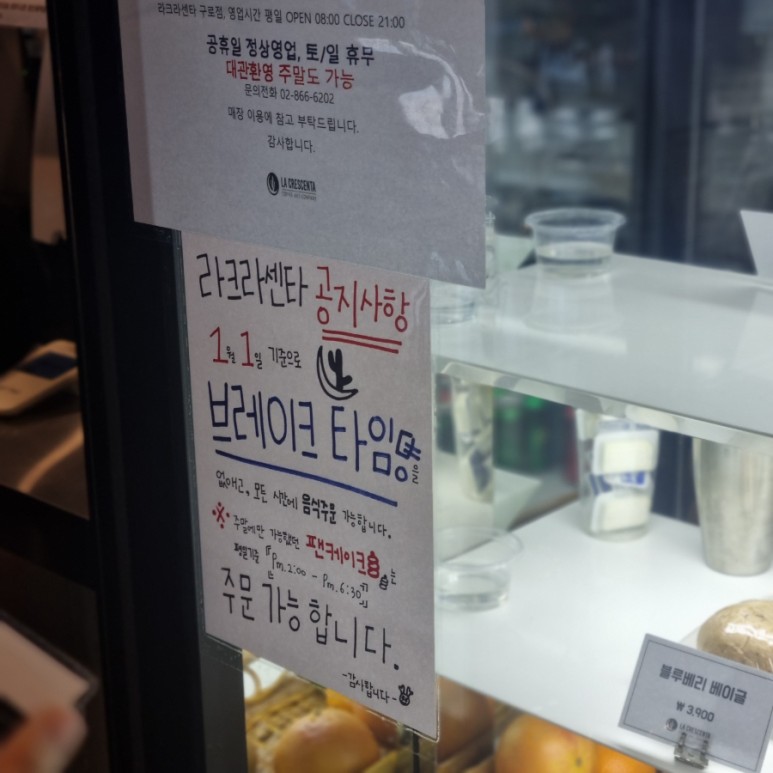 라크라센타 구로점, 영업시간 평일 OPEN 08:00 CLOSE 21:00
공휴일 정상영업, 토/일 휴무
대관환영 주말도 가능
문의전화 02-866-6202
매장 이용에 참고 부탁드립니다.
감사합니다.
LA CRESCENTA
라크라센타 공지사항
1월 1일 기준으로
브레이크 타임을
없애고, 모든 시간에 음식주문 가능합니다.
※ 주말에만 가능했던 팬케이크는
평일기준 『pm.2:00 - pm.6:30』
주문 가능 합니다.
-감사합니다-
블루베리 베이글
₩ 3,900
LA CRESCENTA